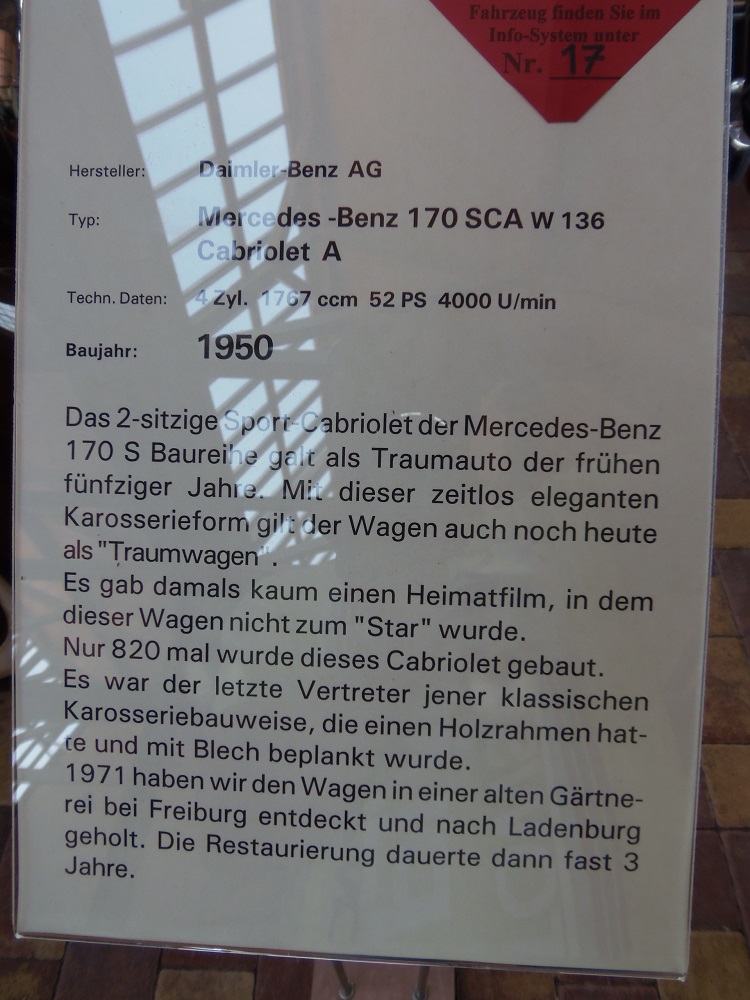 Fahrzeug finden Sie im
Info-System unter
Nr. 17
Hersteller: Daimler-Benz AG
Typ: Mercedes -Benz 170 SCA W 136
Cabriolet A
Techn. Daten: 4 Zyl. 1767 ccm 52 PS 4000 U/min
Baujahr: 1950
Das 2-sitzige Sport-Cabriolet der Mercedes-Benz
170 S Baureihe galt als Traumauto der frühen
fünfziger Jahre. Mit dieser zeitlos eleganten
Karosserieform gilt der Wagen auch noch heute
als "Traumwagen".
Es gab damals kaum einen Heimatfilm, in dem
dieser Wagen nicht zum "Star" wurde.
Nur 820 mal wurde dieses Cabriolet gebaut.
Es war der letzte Vertreter jener klassischen
Karosseriebauweise, die einen Holzrahmen hat-
te und mit Blech beplankt wurde.
1971 haben wir den Wagen in einer alten Gärtne-
rei bei Freiburg entdeckt und nach Ladenburg
geholt. Die Restaurierung dauerte dann fast 3
Jahre.